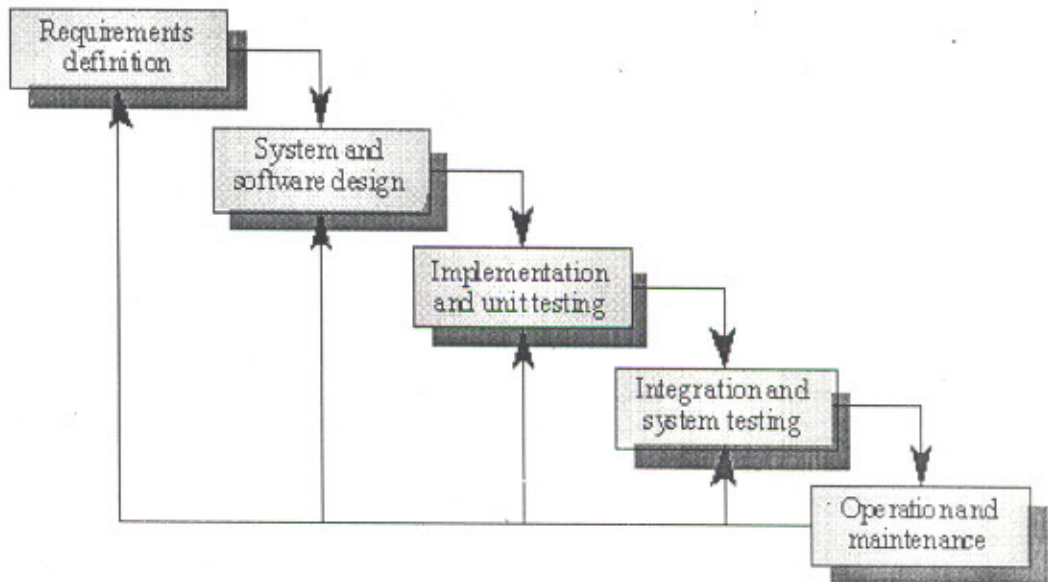 Requirements
definition
System and
software design
Implementation
and unit testing
Integration and
system testing
Operation and
maintenance